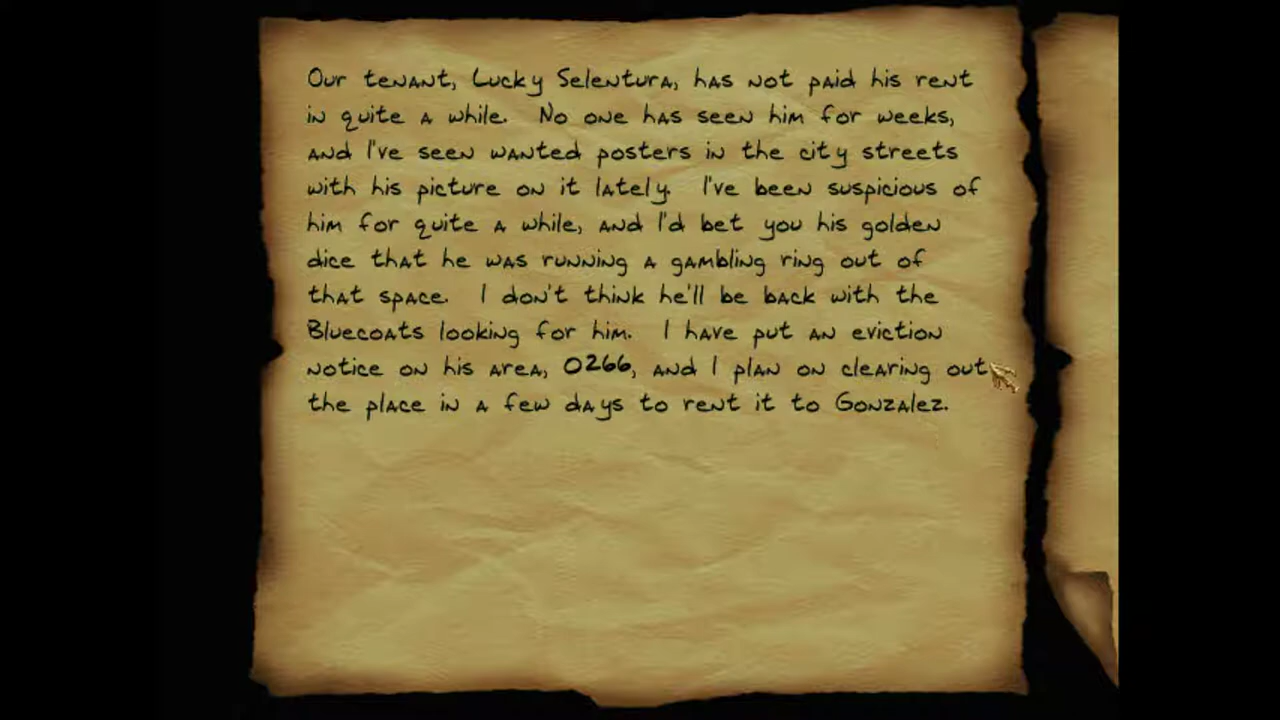 Our tenant, Lucky Selentura, has not paid his rent
in quite a while. No one has seen him for weeks,
and I've seen wanted posters in the city streets
with his picture on it lately. I've been suspicious of
him for quite a while, and I'd bet you his golden
dice that he was running a gambling ring out of
that space. I don't think he'll be back with the
Bluecoats looking for him. I have put an eviction
notice on his area, 0266, and I plan on clearing out
the place in a few days to rent it to Gonzalez.